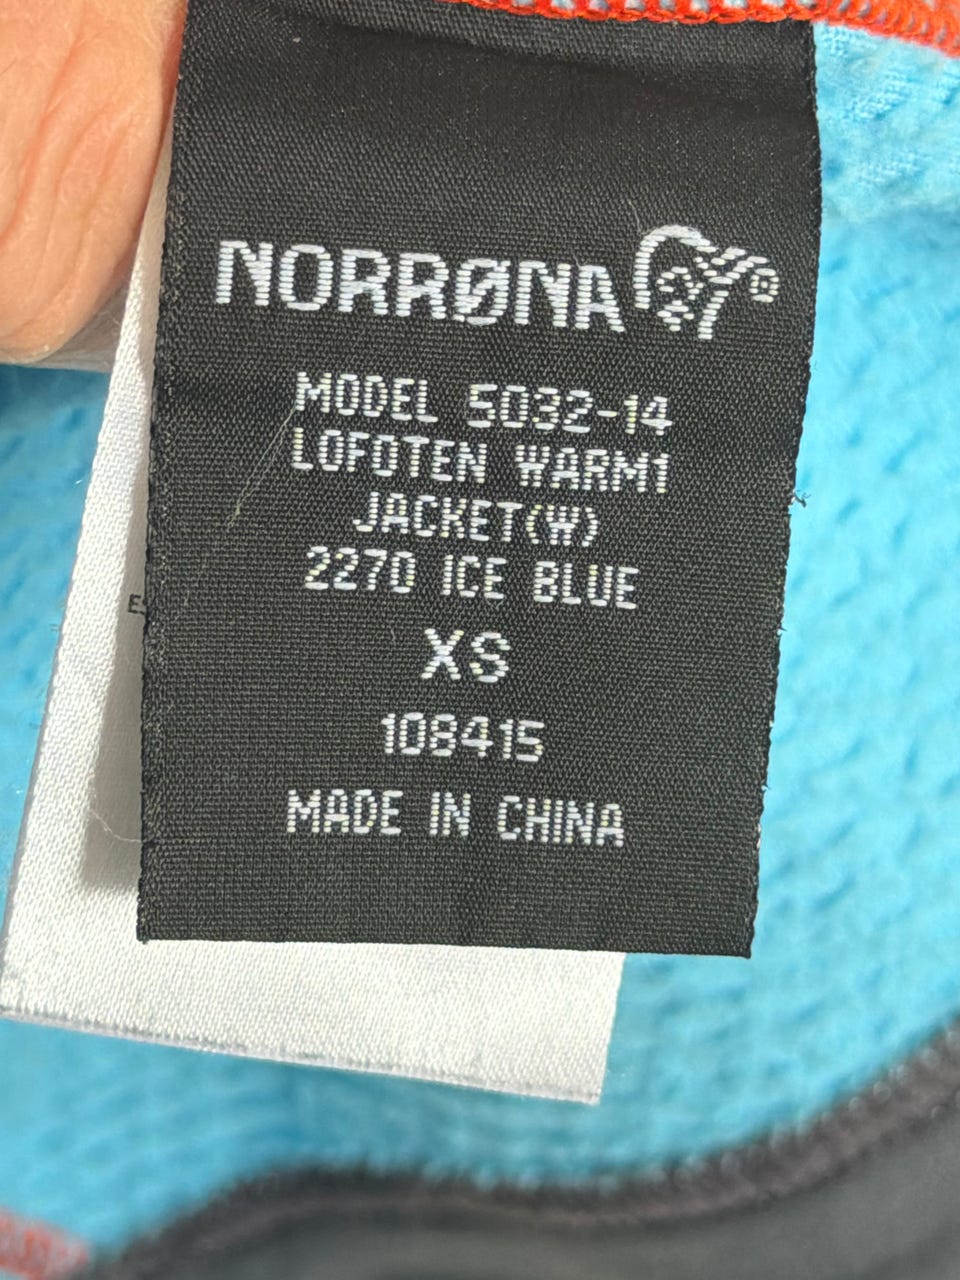 NORRØNA
MODEL 5032-14
LOFOTEN WARM1
JACKET(W)
2270 ICE BLUE
XS
108415
MADE IN CHINA